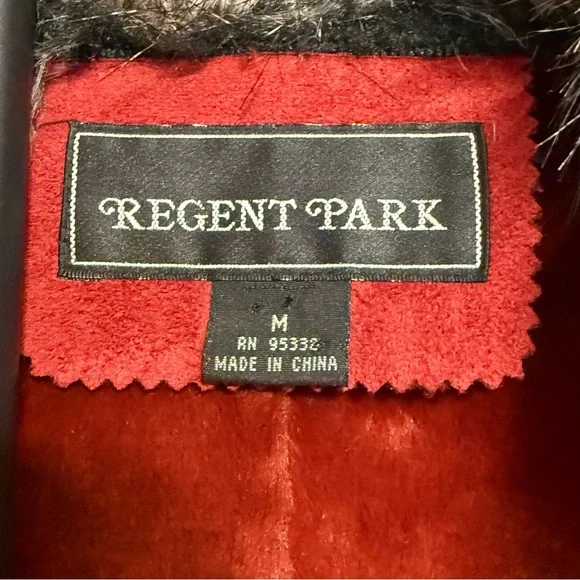 REGENT PARK
M
RN 95332
MADE IN CHINA